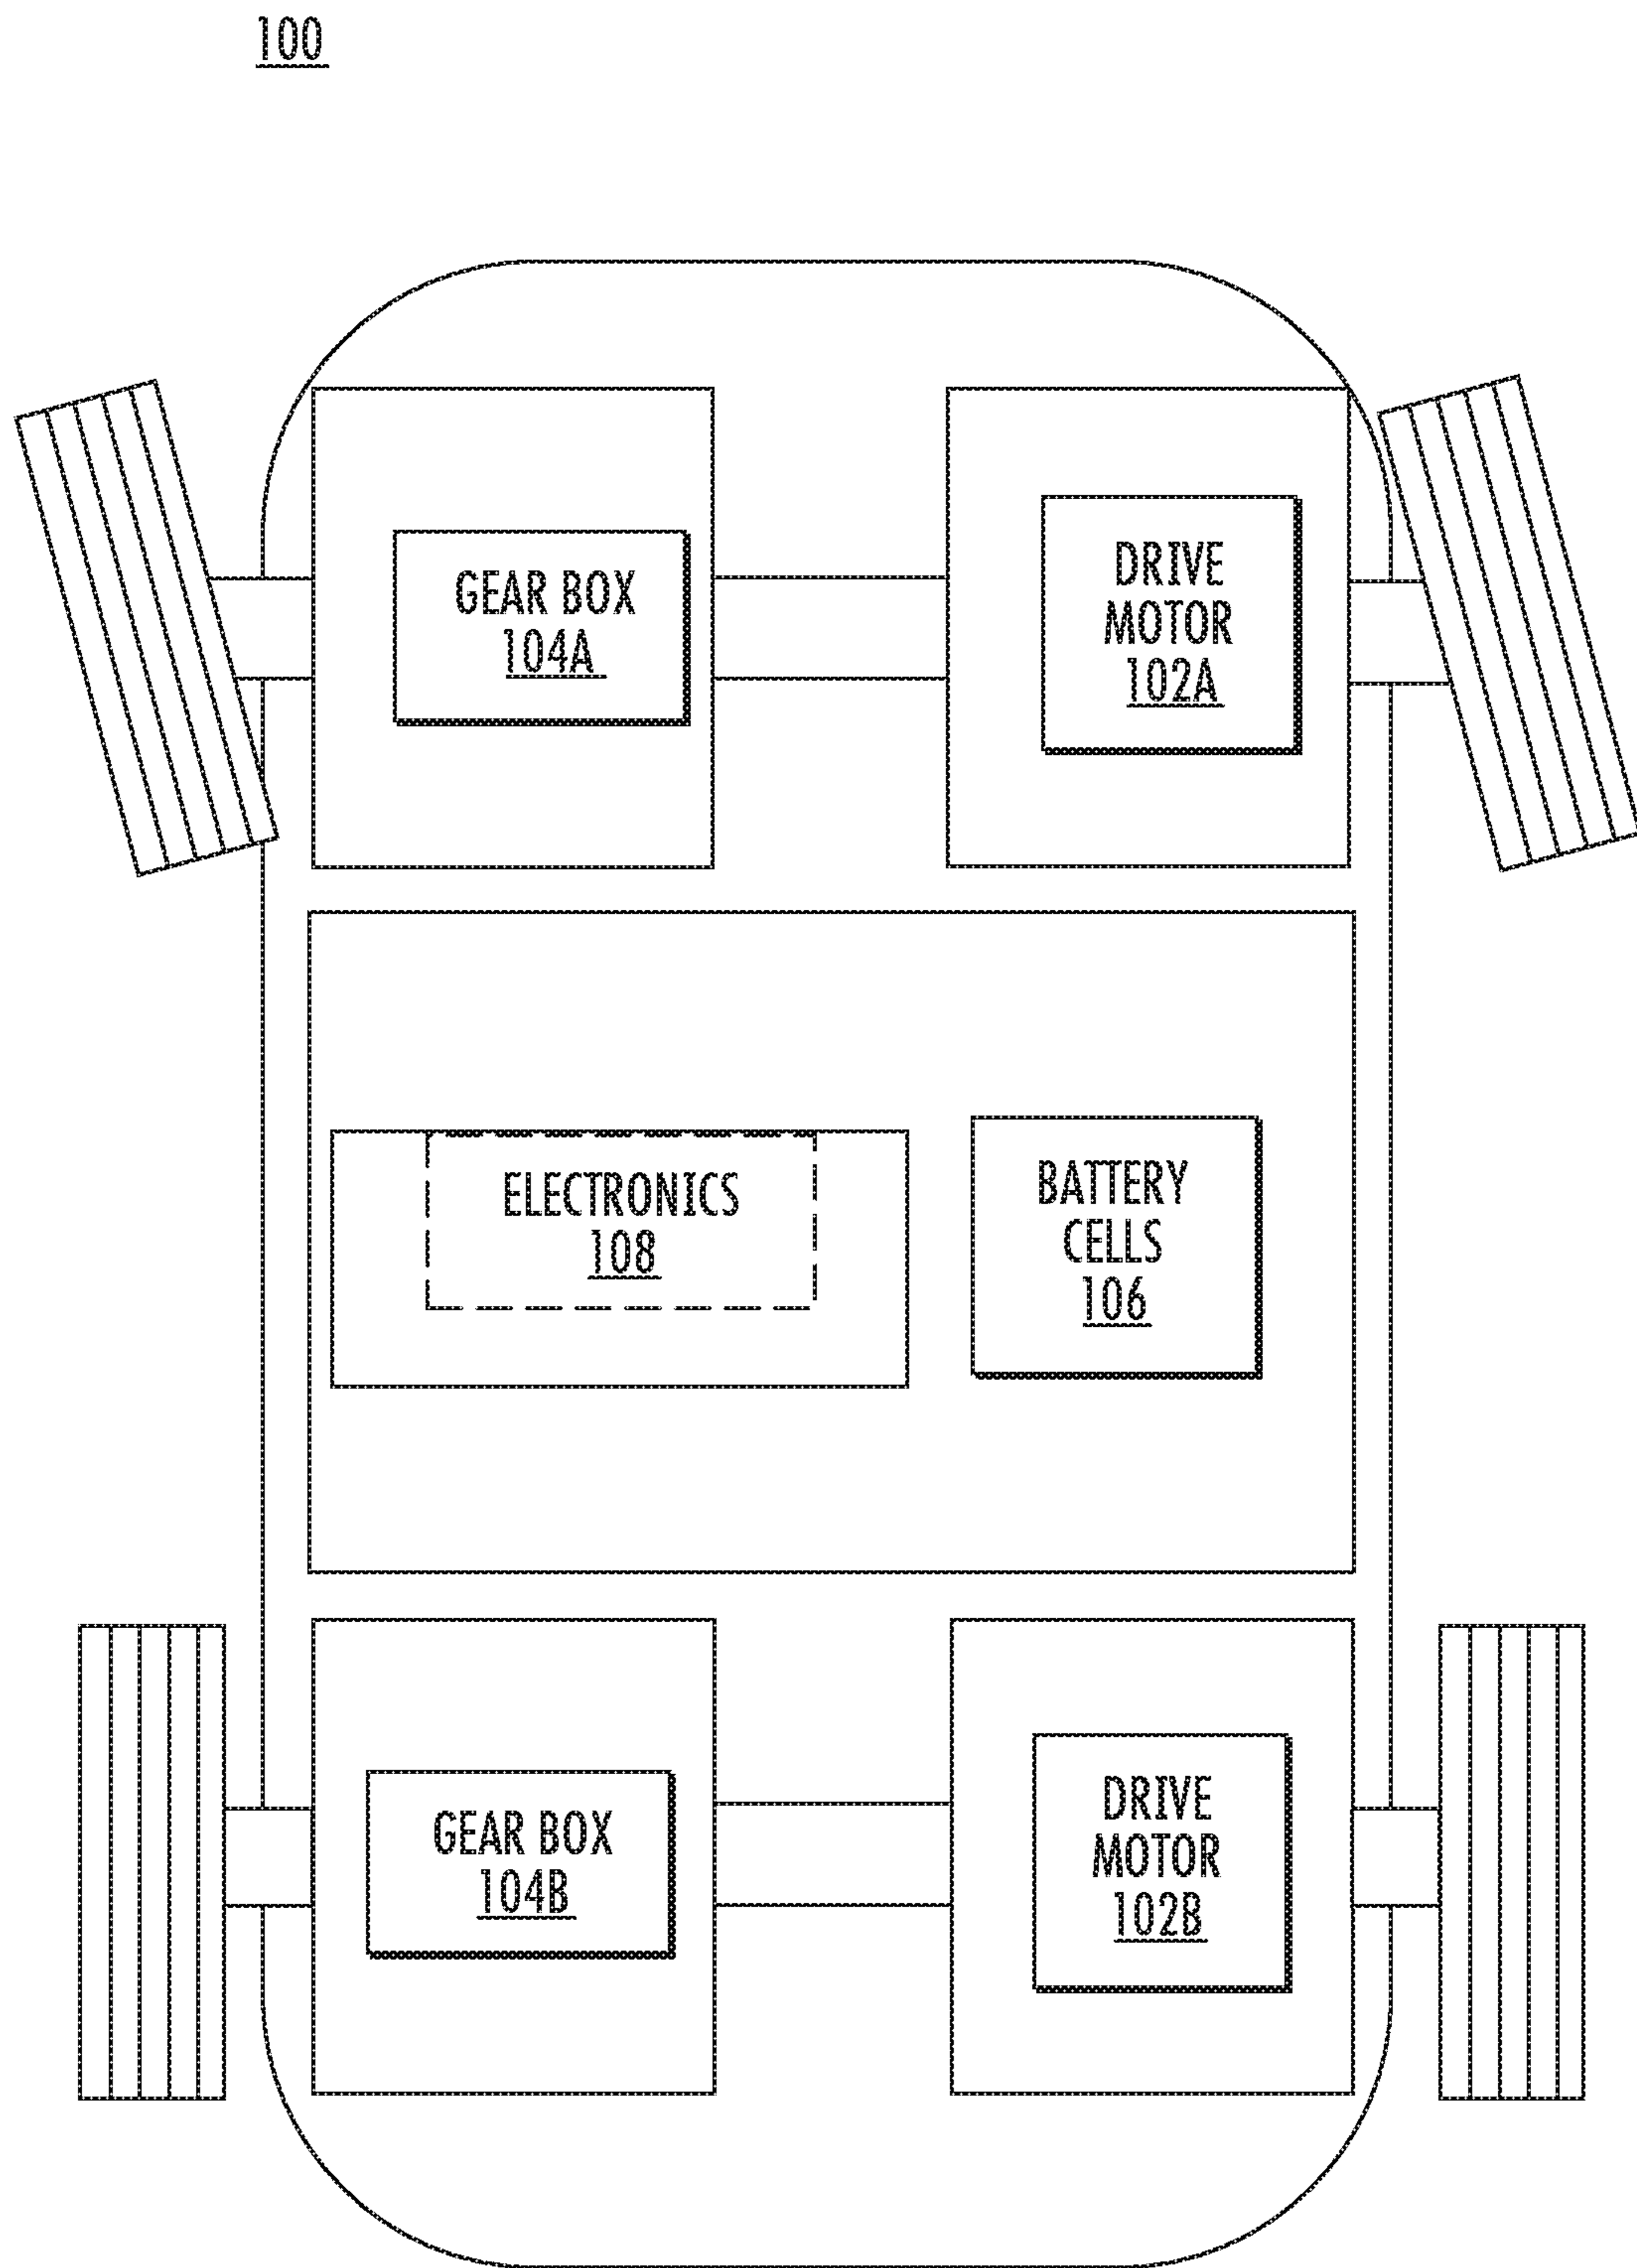 100
GEAR BOX
104A
DRIVE
MOTOR
102A
ELECTRONICS
108
BATTERY
CELLS
106
GEAR BOX
104B
DRIVE
MOTOR
102B